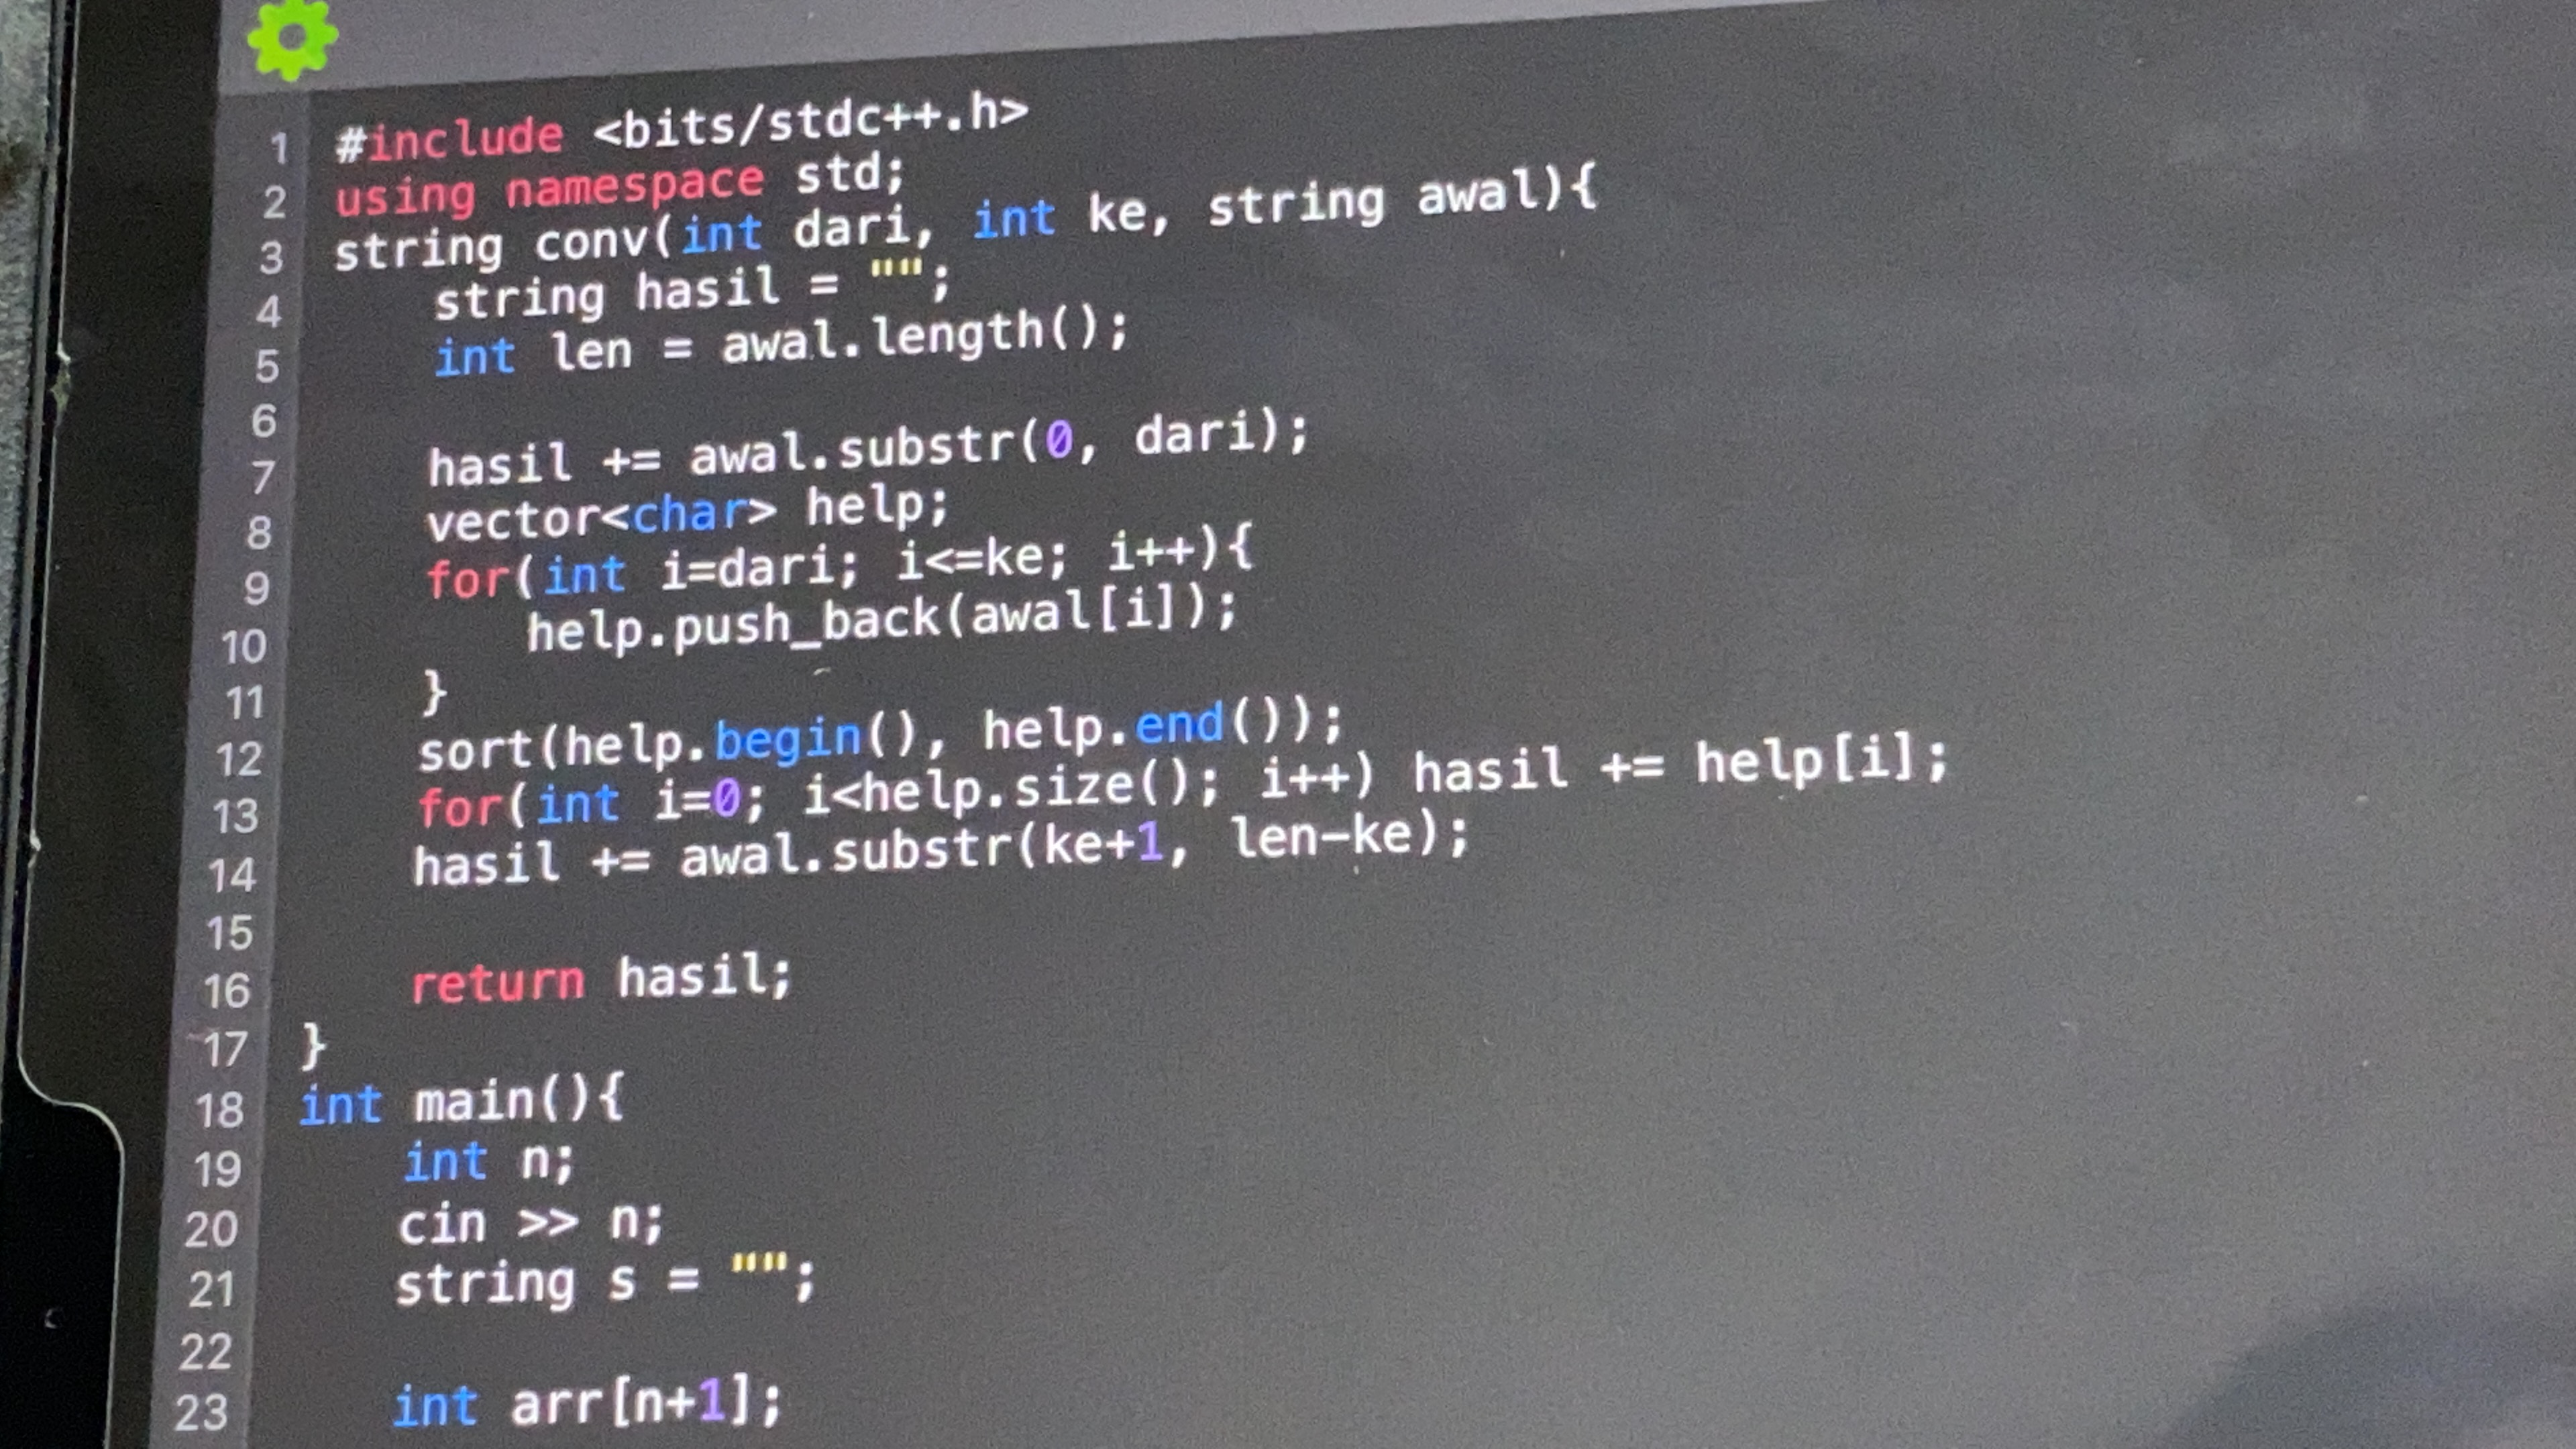 1 #include <bits/stdc++.h>
2 using namespace std;
3 string conv(int dari, int ke, string awal){
4 string hasil = "";
5 int len = awal.length();
6
7 hasil += awal.substr(0, dari);
8 vector<char> help;
9 for(int i=dari; i<=ke; i++){
10 help.push_back(awal[i]);
11 }
12 sort(help.begin(), help.end());
13 for(int i=0; i<help.size(); i++) hasil += help[i];
14 hasil += awal.substr(ke+1, len-ke);
15
16 return hasil;
17 }
18 int main(){
19 int n;
20 cin >> n;
21 string s = "";
22
23 int arr[n+1];